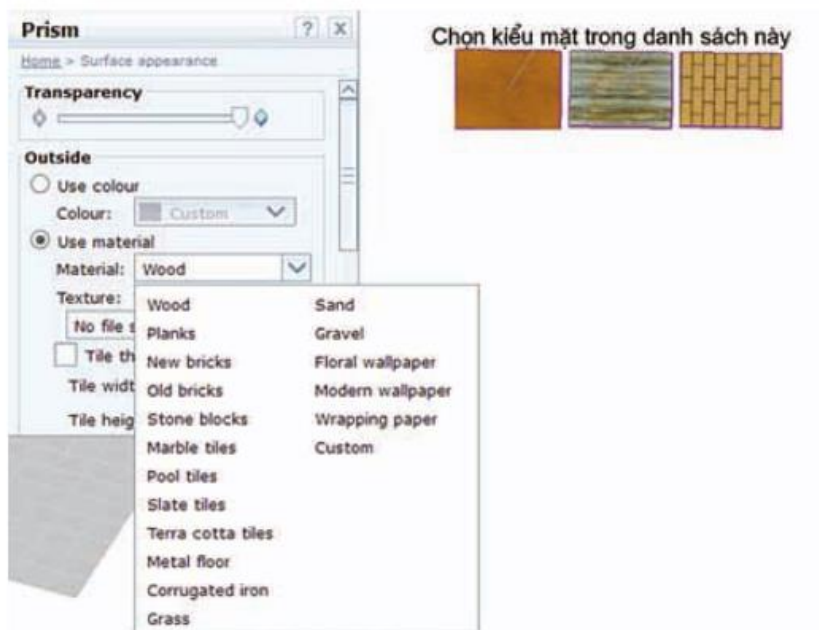 Prism ? X
Home > Surface appearance
Transparency
Outside
Use colour
Colour: Custom
Use material
Material: Wood
Texture:
No file
Tile
Tile
Tile
Wood
Planks
New bricks
Old bricks
Stone blocks
Marble tiles
Pool tiles
Slate tiles
Terra cotta tiles
Metal floor
Corrugated iron
Grass
Sand
Gravel
Floral wallpaper
Modern wallpaper
Wrapping paper
Custom
Chọn kiểu mặt trong danh sách này